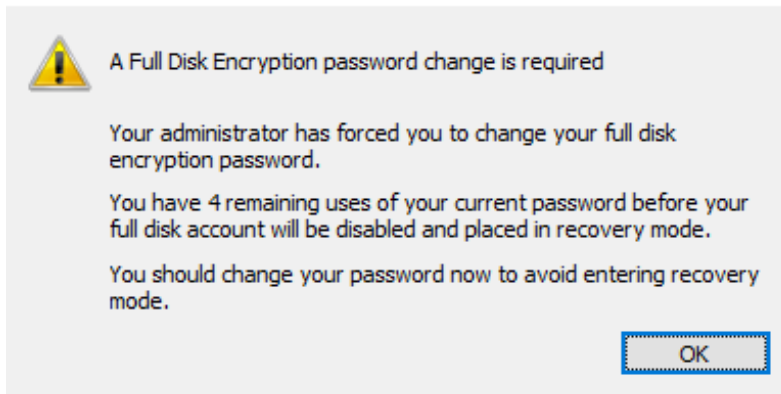 A Full Disk Encryption password change is required
Your administrator has forced you to change your full disk
encryption password.
You have 4 remaining uses of your current password before your
full disk account will be disabled and placed in recovery mode.
You should change your password now to avoid entering recovery
mode.
OK